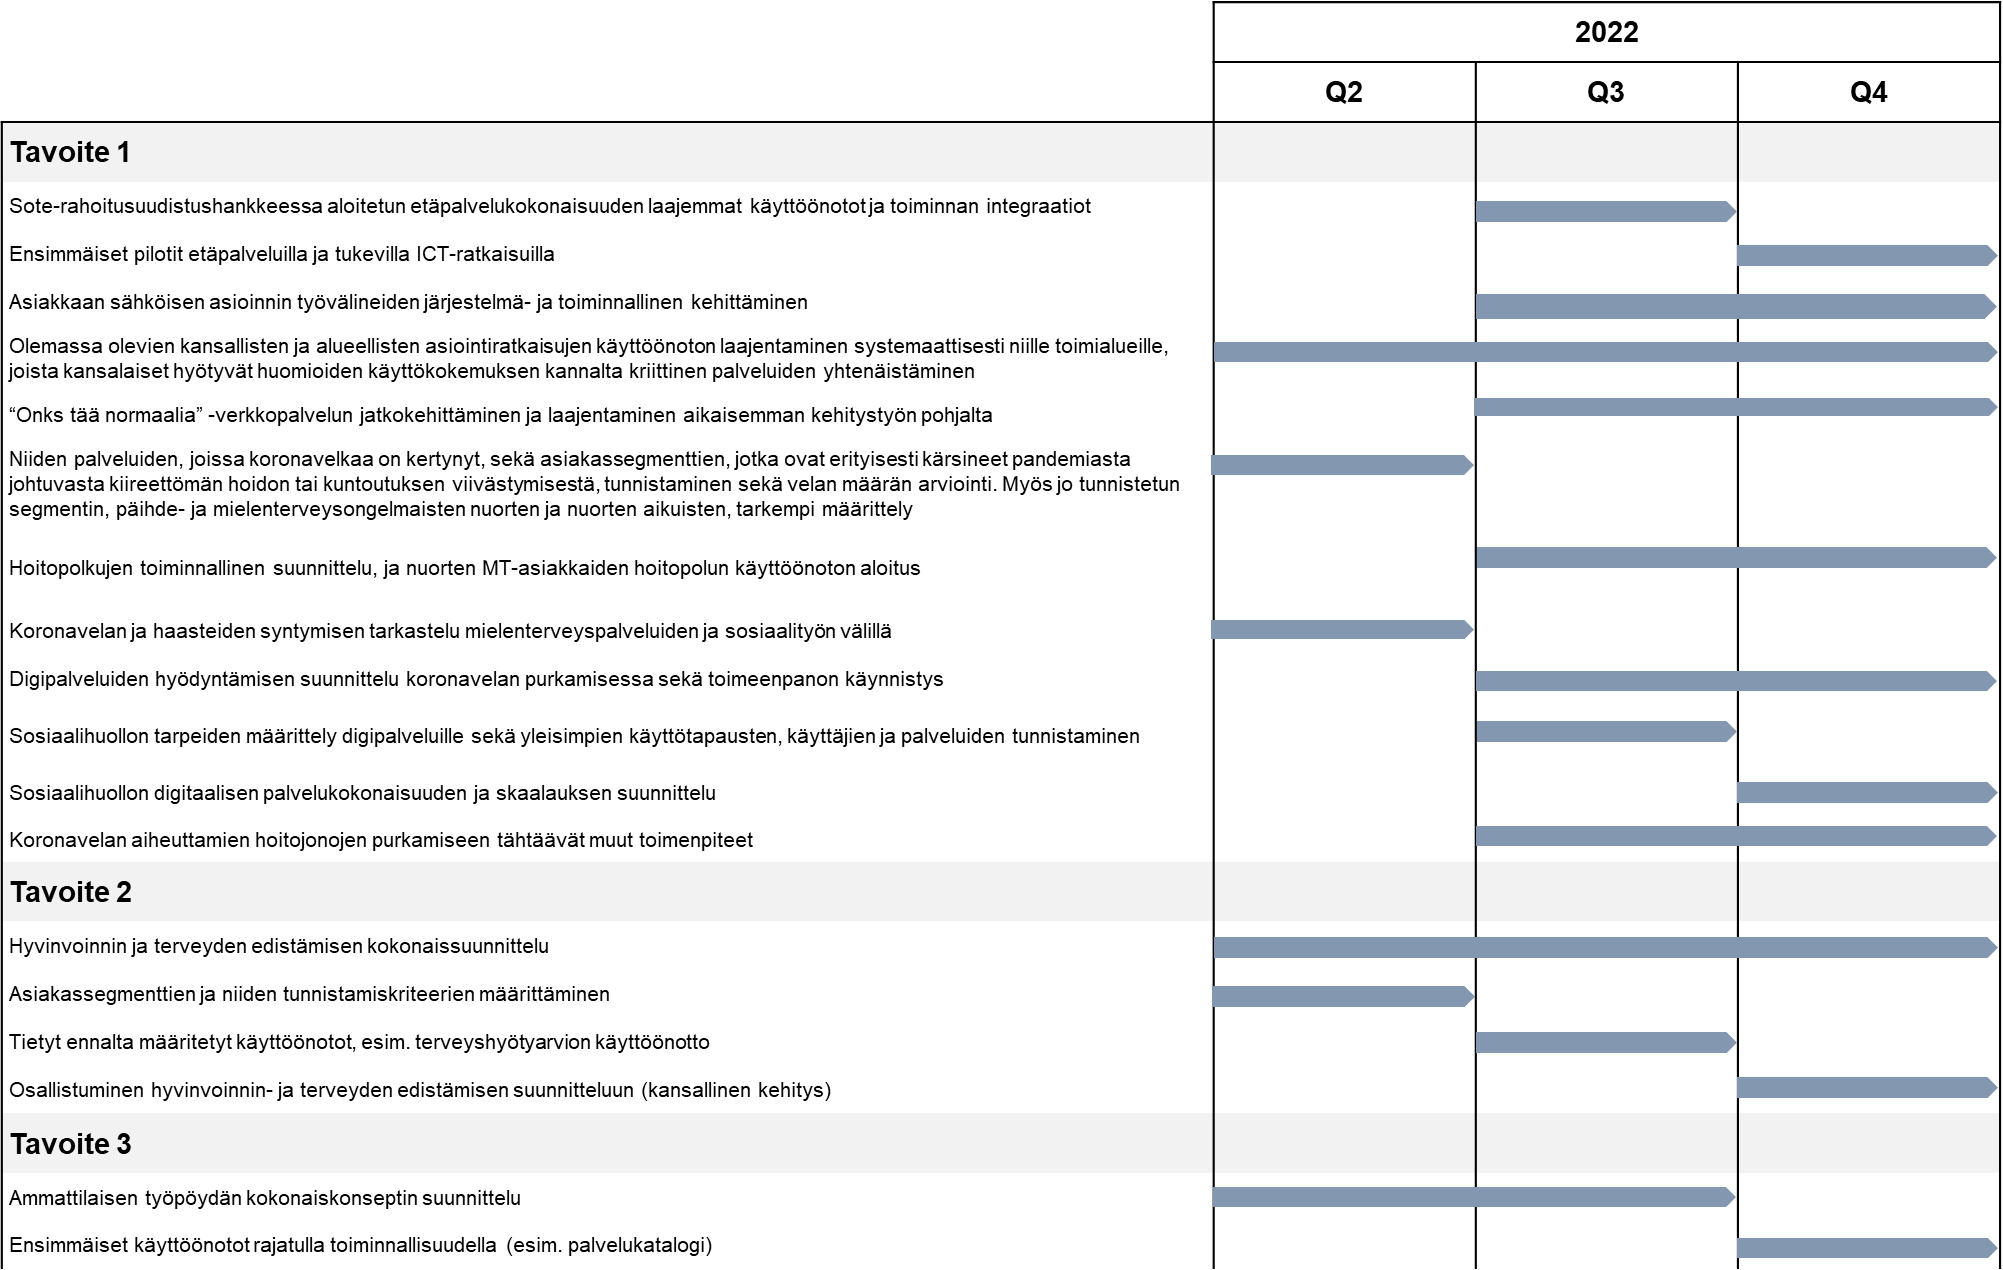 2022
Q2 Q3 Q4
Tavoite 1
Sote-rahoitusuudistushankkeessa aloitetun etäpalvelukokonaisuuden laajemmat käyttöönotot ja toiminnan integraatiot
Ensimmäiset pilotit etäpalveluilla ja tukevilla ICT-ratkaisuilla
Asiakkaan sähköisen asioinnin työvälineiden järjestelmä- ja toiminnallinen kehittäminen
Olemassa olevien kansallisten ja alueellisten asiointiratkaisujen käyttöönoton laajentaminen systemaattisesti niille toimialueille,
joista kansalaiset hyötyvät huomioiden käyttökokemuksen kannalta kriittinen palveluiden yhtenäistäminen
“Onks tää normaalia” -verkkopalvelun jatkokehittäminen ja laajentaminen aikaisemman kehitystyön pohjalta
Niiden palveluiden, joissa koronavelkaa on kertynyt, sekä asiakassegmenttien, jotka ovat erityisesti kärsineet pandemiasta
johtuvasta kiireettömän hoidon tai kuntoutuksen viivästymisestä, tunnistaminen sekä velan määrän arviointi. Myös jo tunnistetun
segmentin, päihde- ja mielenterveysongelmaisten nuorten ja nuorten aikuisten, tarkempi määrittely
Hoitopolkujen toiminnallinen suunnittelu, ja nuorten MT-asiakkaiden hoitopolun käyttöönoton aloitus
Koronavelan ja haasteiden syntymisen tarkastelu mielenterveyspalveluiden ja sosiaalityön välillä
Digipalveluiden hyödyntämisen suunnittelu koronavelan purkamisessa sekä toimeenpanon käynnistys
Sosiaalihuollon tarpeiden määrittely digipalveluille sekä yleisimpien käyttötapausten, käyttäjien ja palveluiden tunnistaminen
Sosiaalihuollon digitaalisen palvelukokonaisuuden ja skaalauksen suunnittelu
Koronavelan aiheuttamien hoitojonojen purkamiseen tähtäävät muut toimenpiteet
Tavoite 2
Hyvinvoinnin ja terveyden edistämisen kokonaissuunnittelu
Asiakassegmenttien ja niiden tunnistamiskriteerien määrittäminen
Tietyt ennalta määritetyt käyttöönotot, esim. terveyshyötyarvion käyttöönotto
Osallistuminen hyvinvoinnin- ja terveyden edistämisen suunnitteluun (kansallinen kehitys)
Tavoite 3
Ammattilaisen työpöydän kokonaiskonseptin suunnittelu
Ensimmäiset käyttöönotot rajatulla toiminnallisuudella (esim. palvelukatalogi)